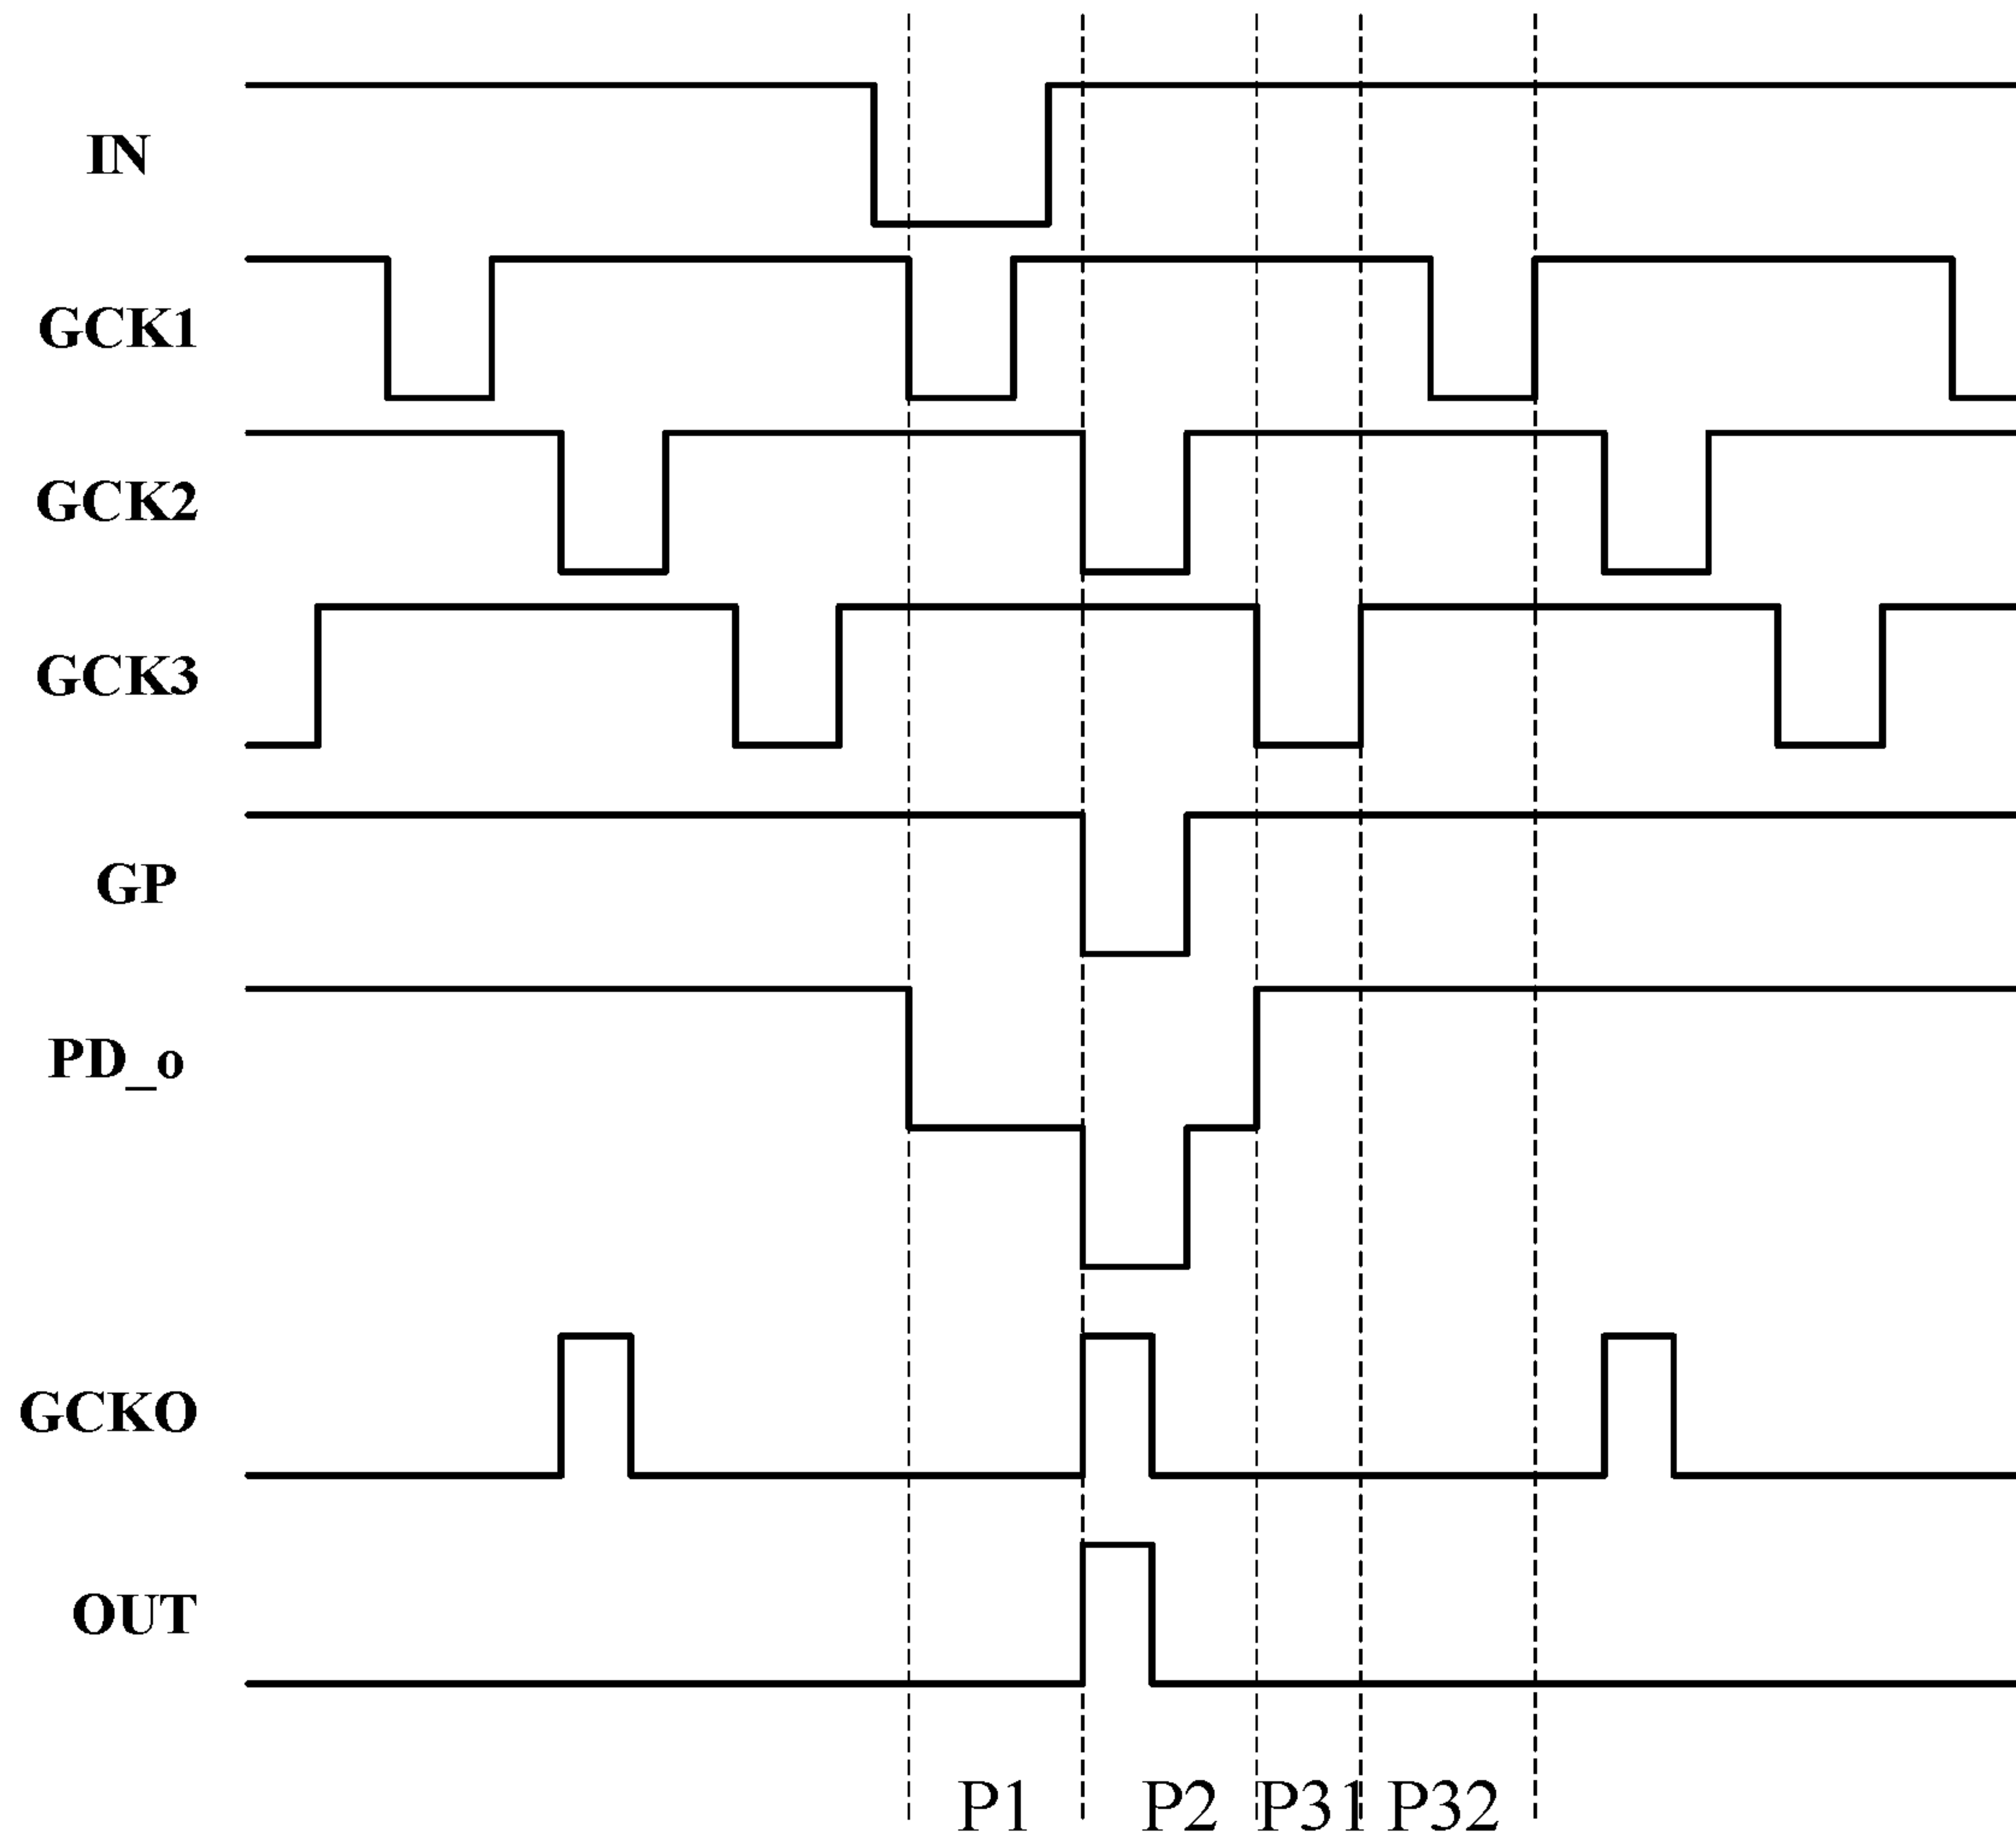 IN
GCK1
GCK2
GCK3
GP
PD_o
GCKO
OUT
P1 P2 P31 P32